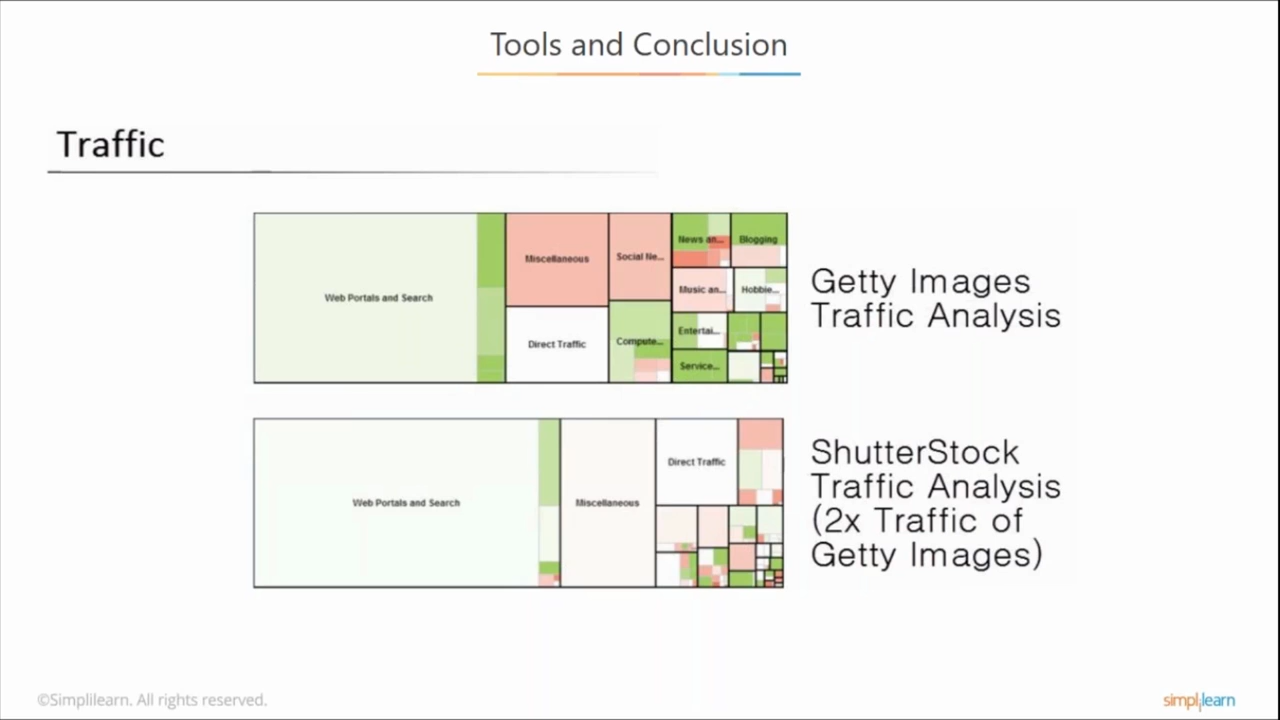 Tools and Conclusion
Traffic
Web Portals and Search
Miscellaneous
Direct Traffic
Social Ne...
Compute...
News an...
Blogging
Music an...
Hobbie...
Entertai...
Service...
Getty Images
Traffic Analysis
Web Portals and Search
Miscellaneous
Direct Traffic
ShutterStock
Traffic Analysis
(2x Traffic of
Getty Images)
©Simplilearn. All rights reserved.
simplilearn